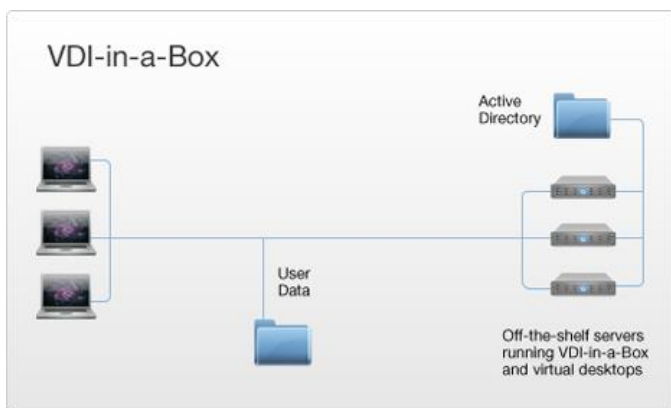 VDI-in-a-Box
Active
Directory
User
Data
Off-the-shelf servers
running VDI-in-a-Box
and virtual desktops